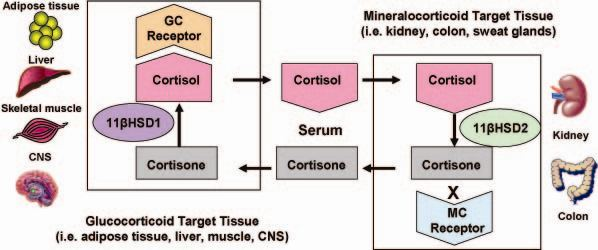 Adipose tissue
Liver
Skeletal muscle
CNS
GC
Receptor
Cortisol
11βHSD1
Cortisone
Glucocorticoid Target Tissue
(i.e. adipose tissue, liver, muscle, CNS)
Cortisol
Serum
Cortisone
Mineralocorticoid Target Tissue
(i.e. kidney, colon, sweat glands)
Cortisol
11βHSD2
Cortisone
X
MC
Receptor
Kidney
Colon